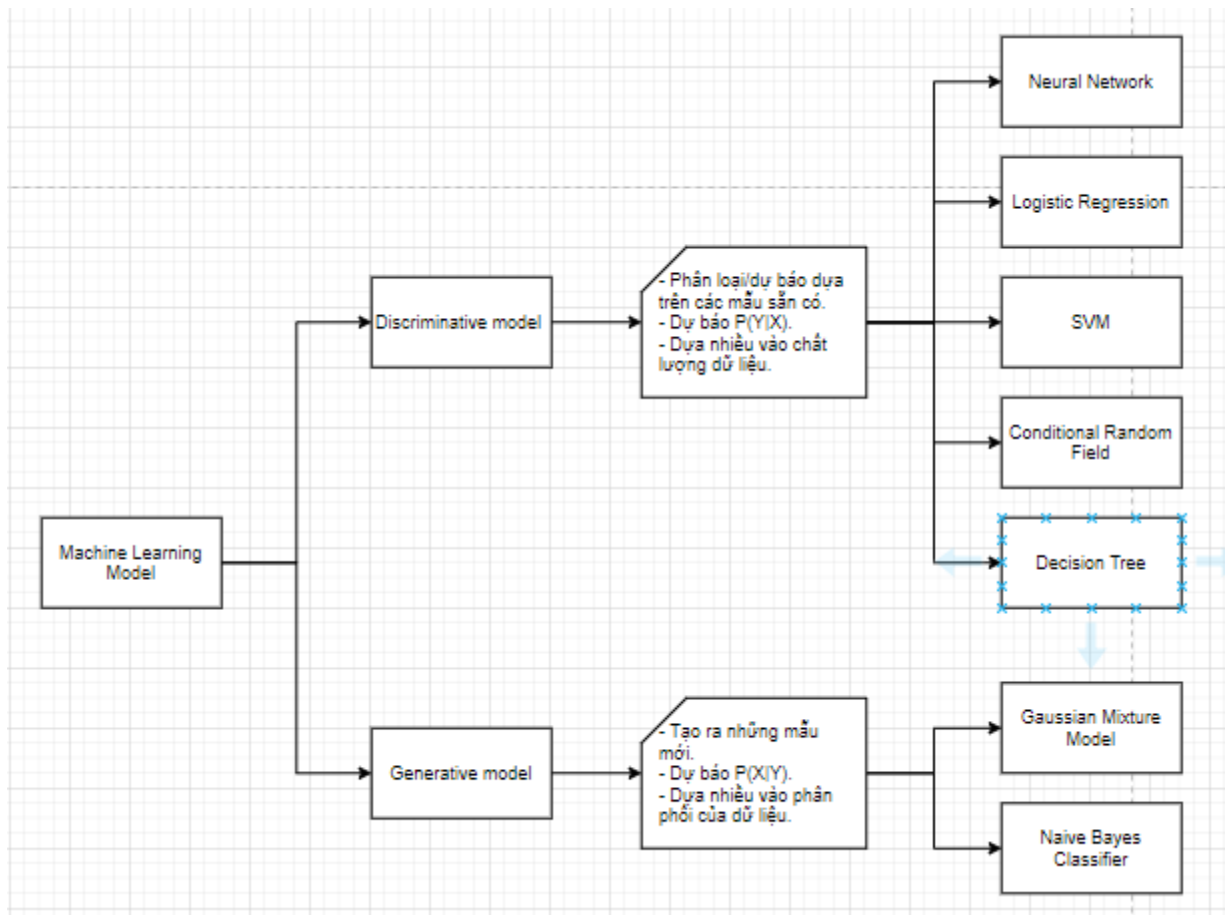 Neural Network
Logistic Regression
- Phân loại/dự báo dựa
trên các mẫu sẵn có.
- Dự báo P(Y|X).
- Dựa nhiều vào chất
lượng dữ liệu.
Discriminative model
SVM
Conditional Random
Field
Machine Learning
Model
Decision Tree
- Tạo ra những mẫu
mới.
- Dự báo P(X|Y).
- Dựa nhiều vào phân
phối của dữ liệu.
Generative model
Gaussian Mixture
Model
Naive Bayes
Classifier